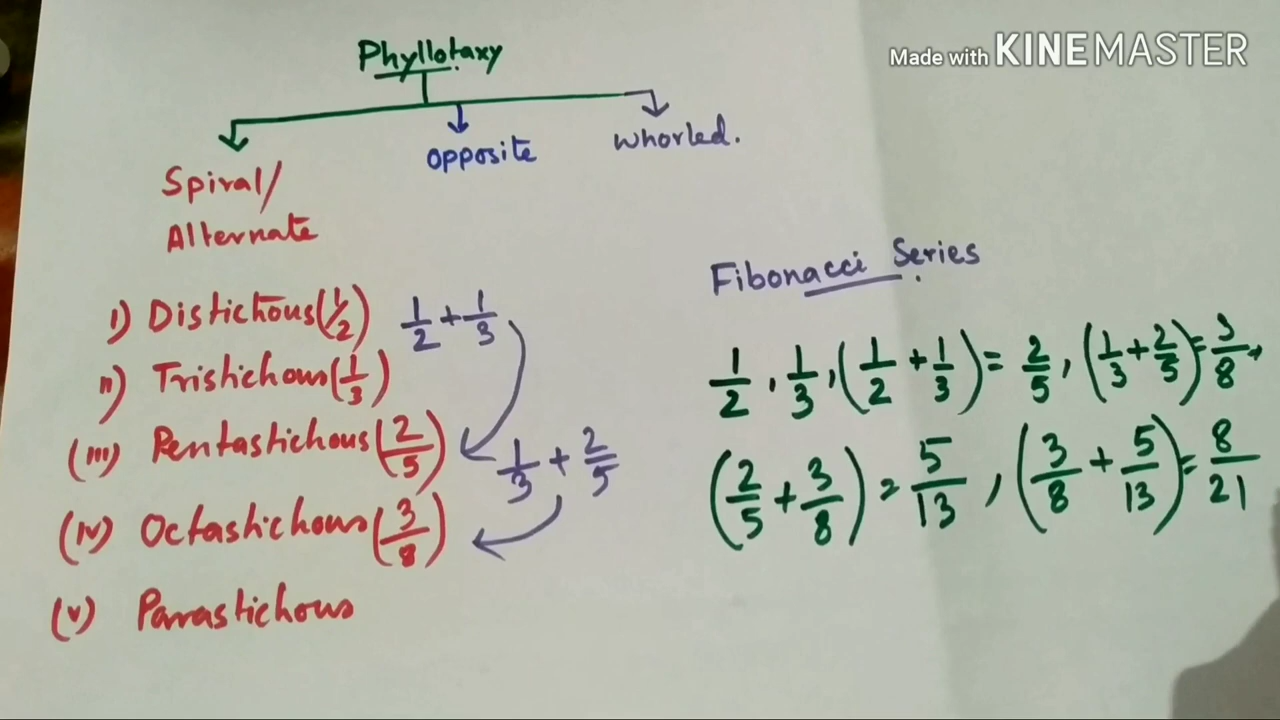 Made with KINEMASTER
Phyllotaxy
Spiral/
Alternate
opposite
Whorled.
i) Distichous(1/2) 1/2 + 1/3
ii) Tristichous(1/3)
(iii) Pentastichous(2/5) 1/3 + 2/5
(iv) Octastichous(3/8)
(v) Parastichous
Fibonacci Series
1/2, 1/3, (1/2 + 1/3) = 2/5, (1/3 + 2/5) = 3/8,
(2/5 + 3/8) = 5/13, (3/8 + 5/13) = 8/21